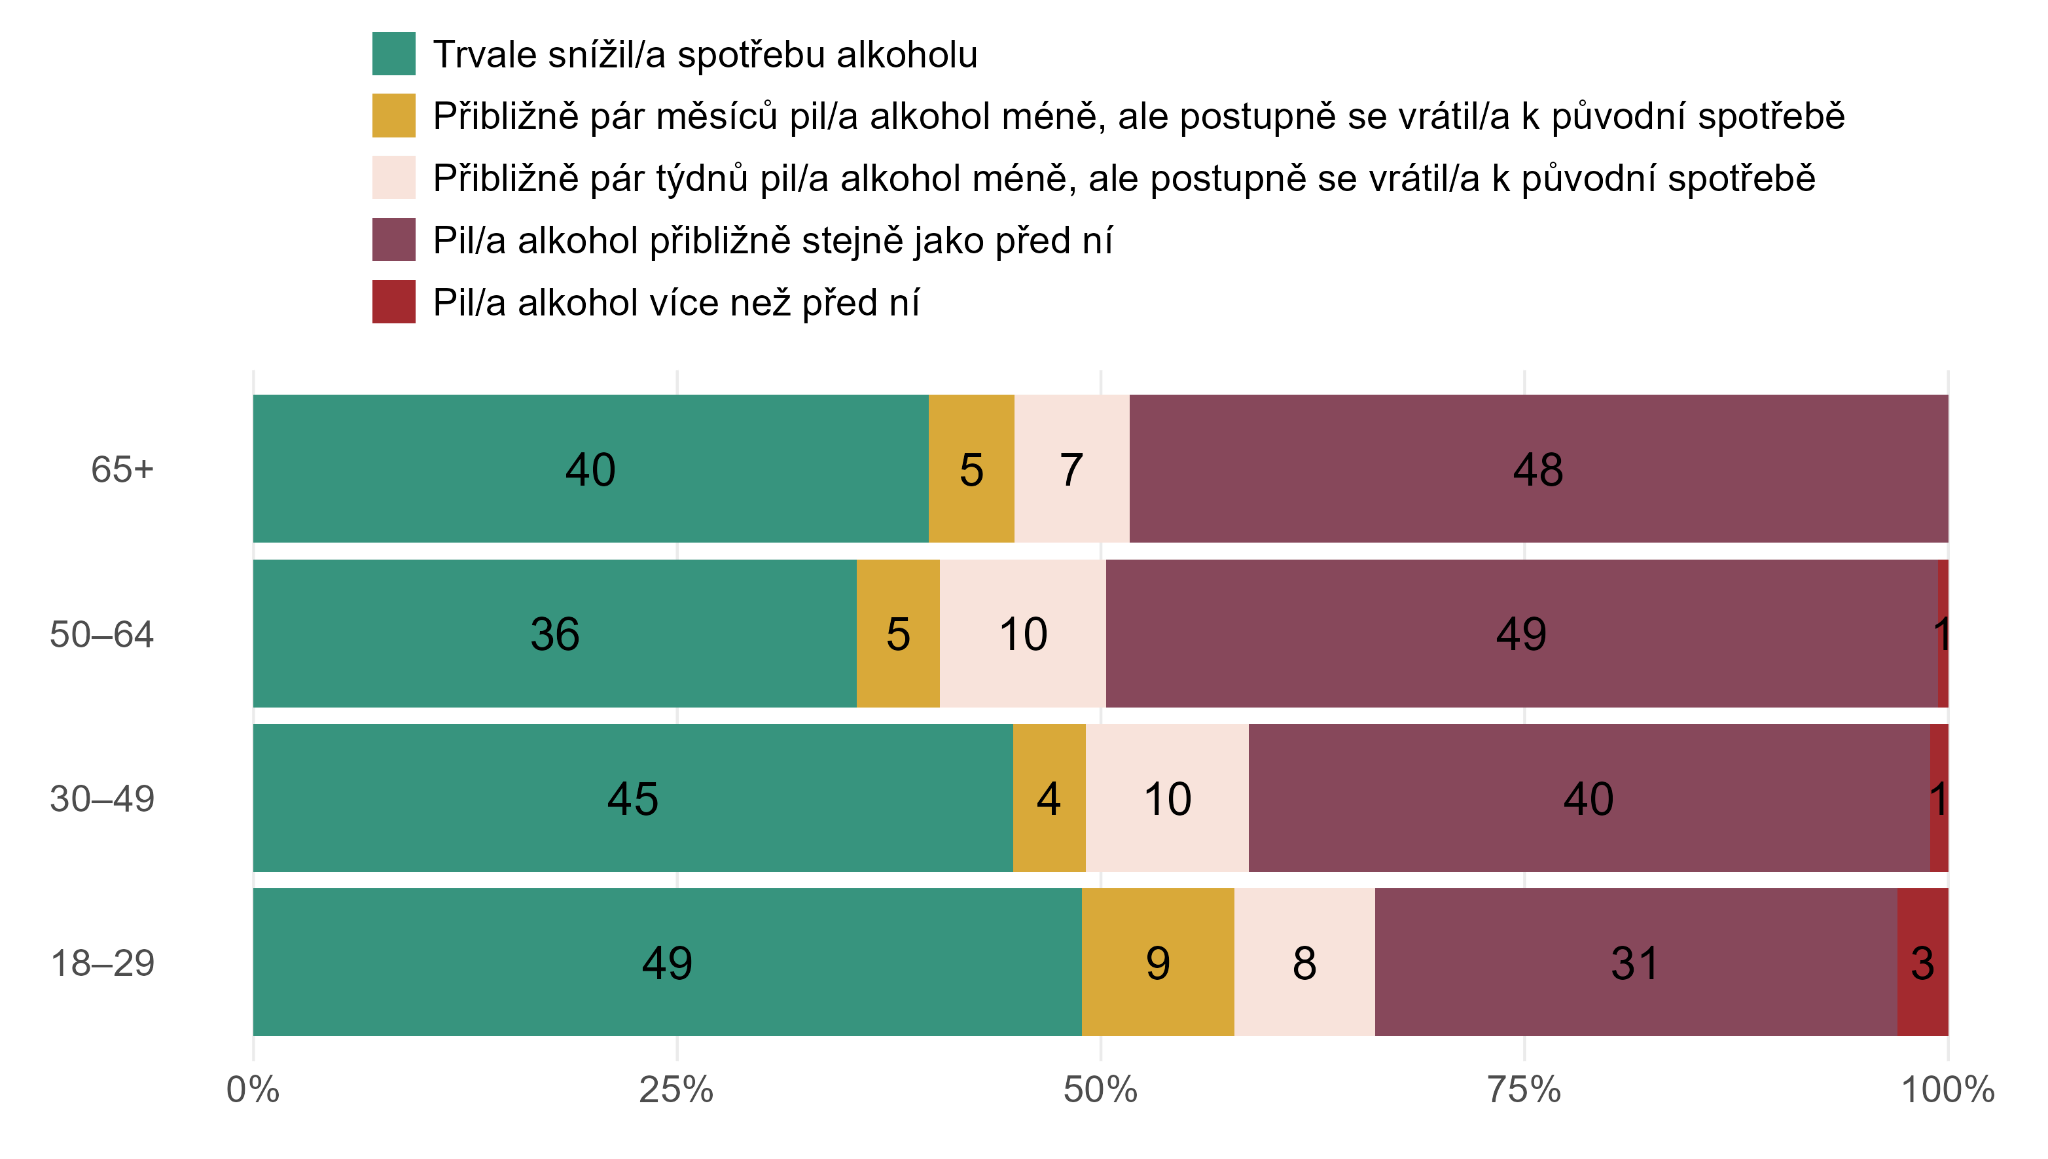 Trvale snížil/a spotřebu alkoholu
Přibližně pár měsíců pil/a alkohol méně, ale postupně se vrátil/a k původní spotřebě
Přibližně pár týdnů pil/a alkohol méně, ale postupně se vrátil/a k původní spotřebě
Pil/a alkohol přibližně stejně jako před ní
Pil/a alkohol více než před ní
65+ 40 5 7 48
50–64 36 5 10 49 1
30–49 45 4 10 40 1
18–29 49 9 8 31 3
0% 25% 50% 75% 100%